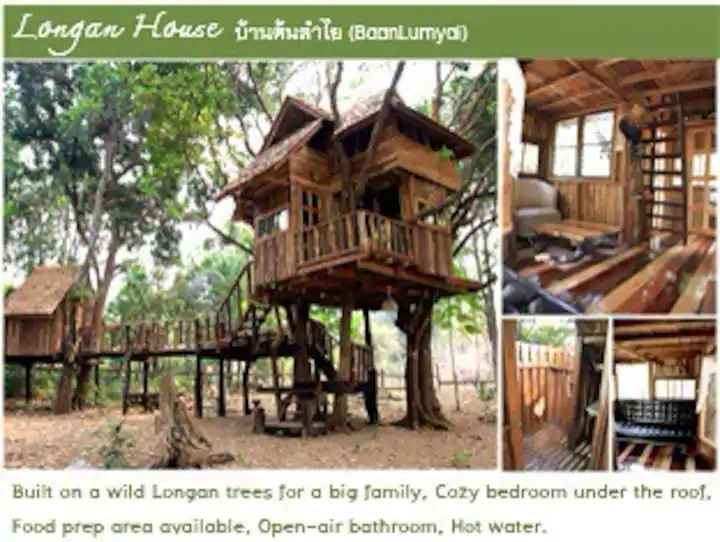 Longan House บ้านต้นลำไย (BaanLumyai)
Built on a wild Longan trees for a big family, Cozy bedroom under the roof,
Food prep area available, Open-air bathroom, Hot water.